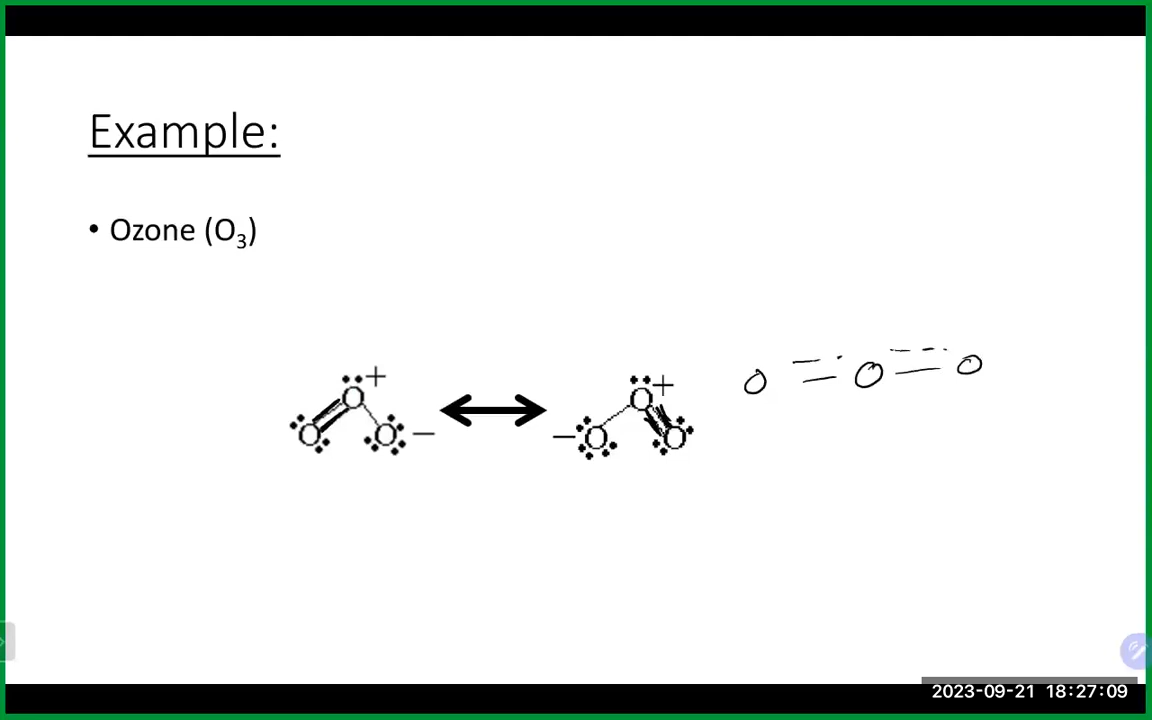 Example:
• Ozone (O₃)
O + O O −
− O + O O
O O O
2023-09-21 18:27:09